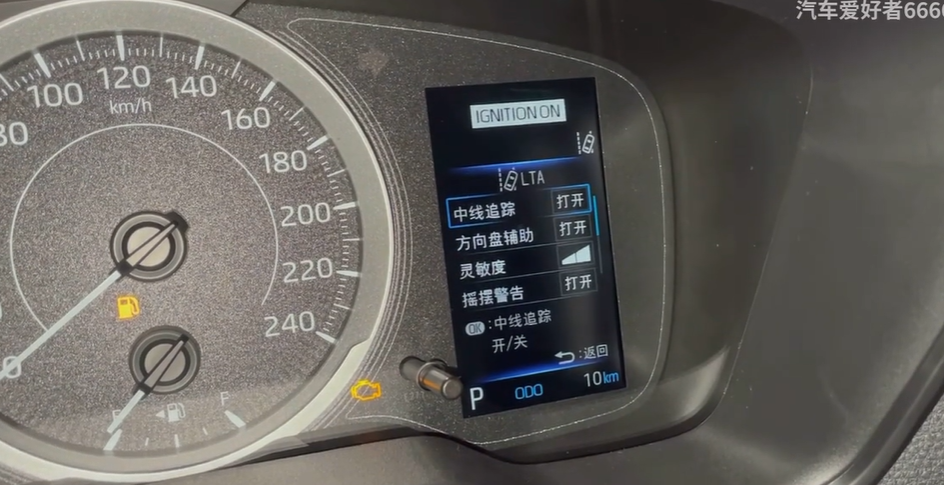 汽车爱好者666
80
100
120
140
km/h
160
180
200
220
240
0
F
IGNITION ON
LTA
中线追踪 打开
方向盘辅助 打开
灵敏度
摇摆警告 打开
OK:中线追踪
开/关
:返回
P ODO 10km